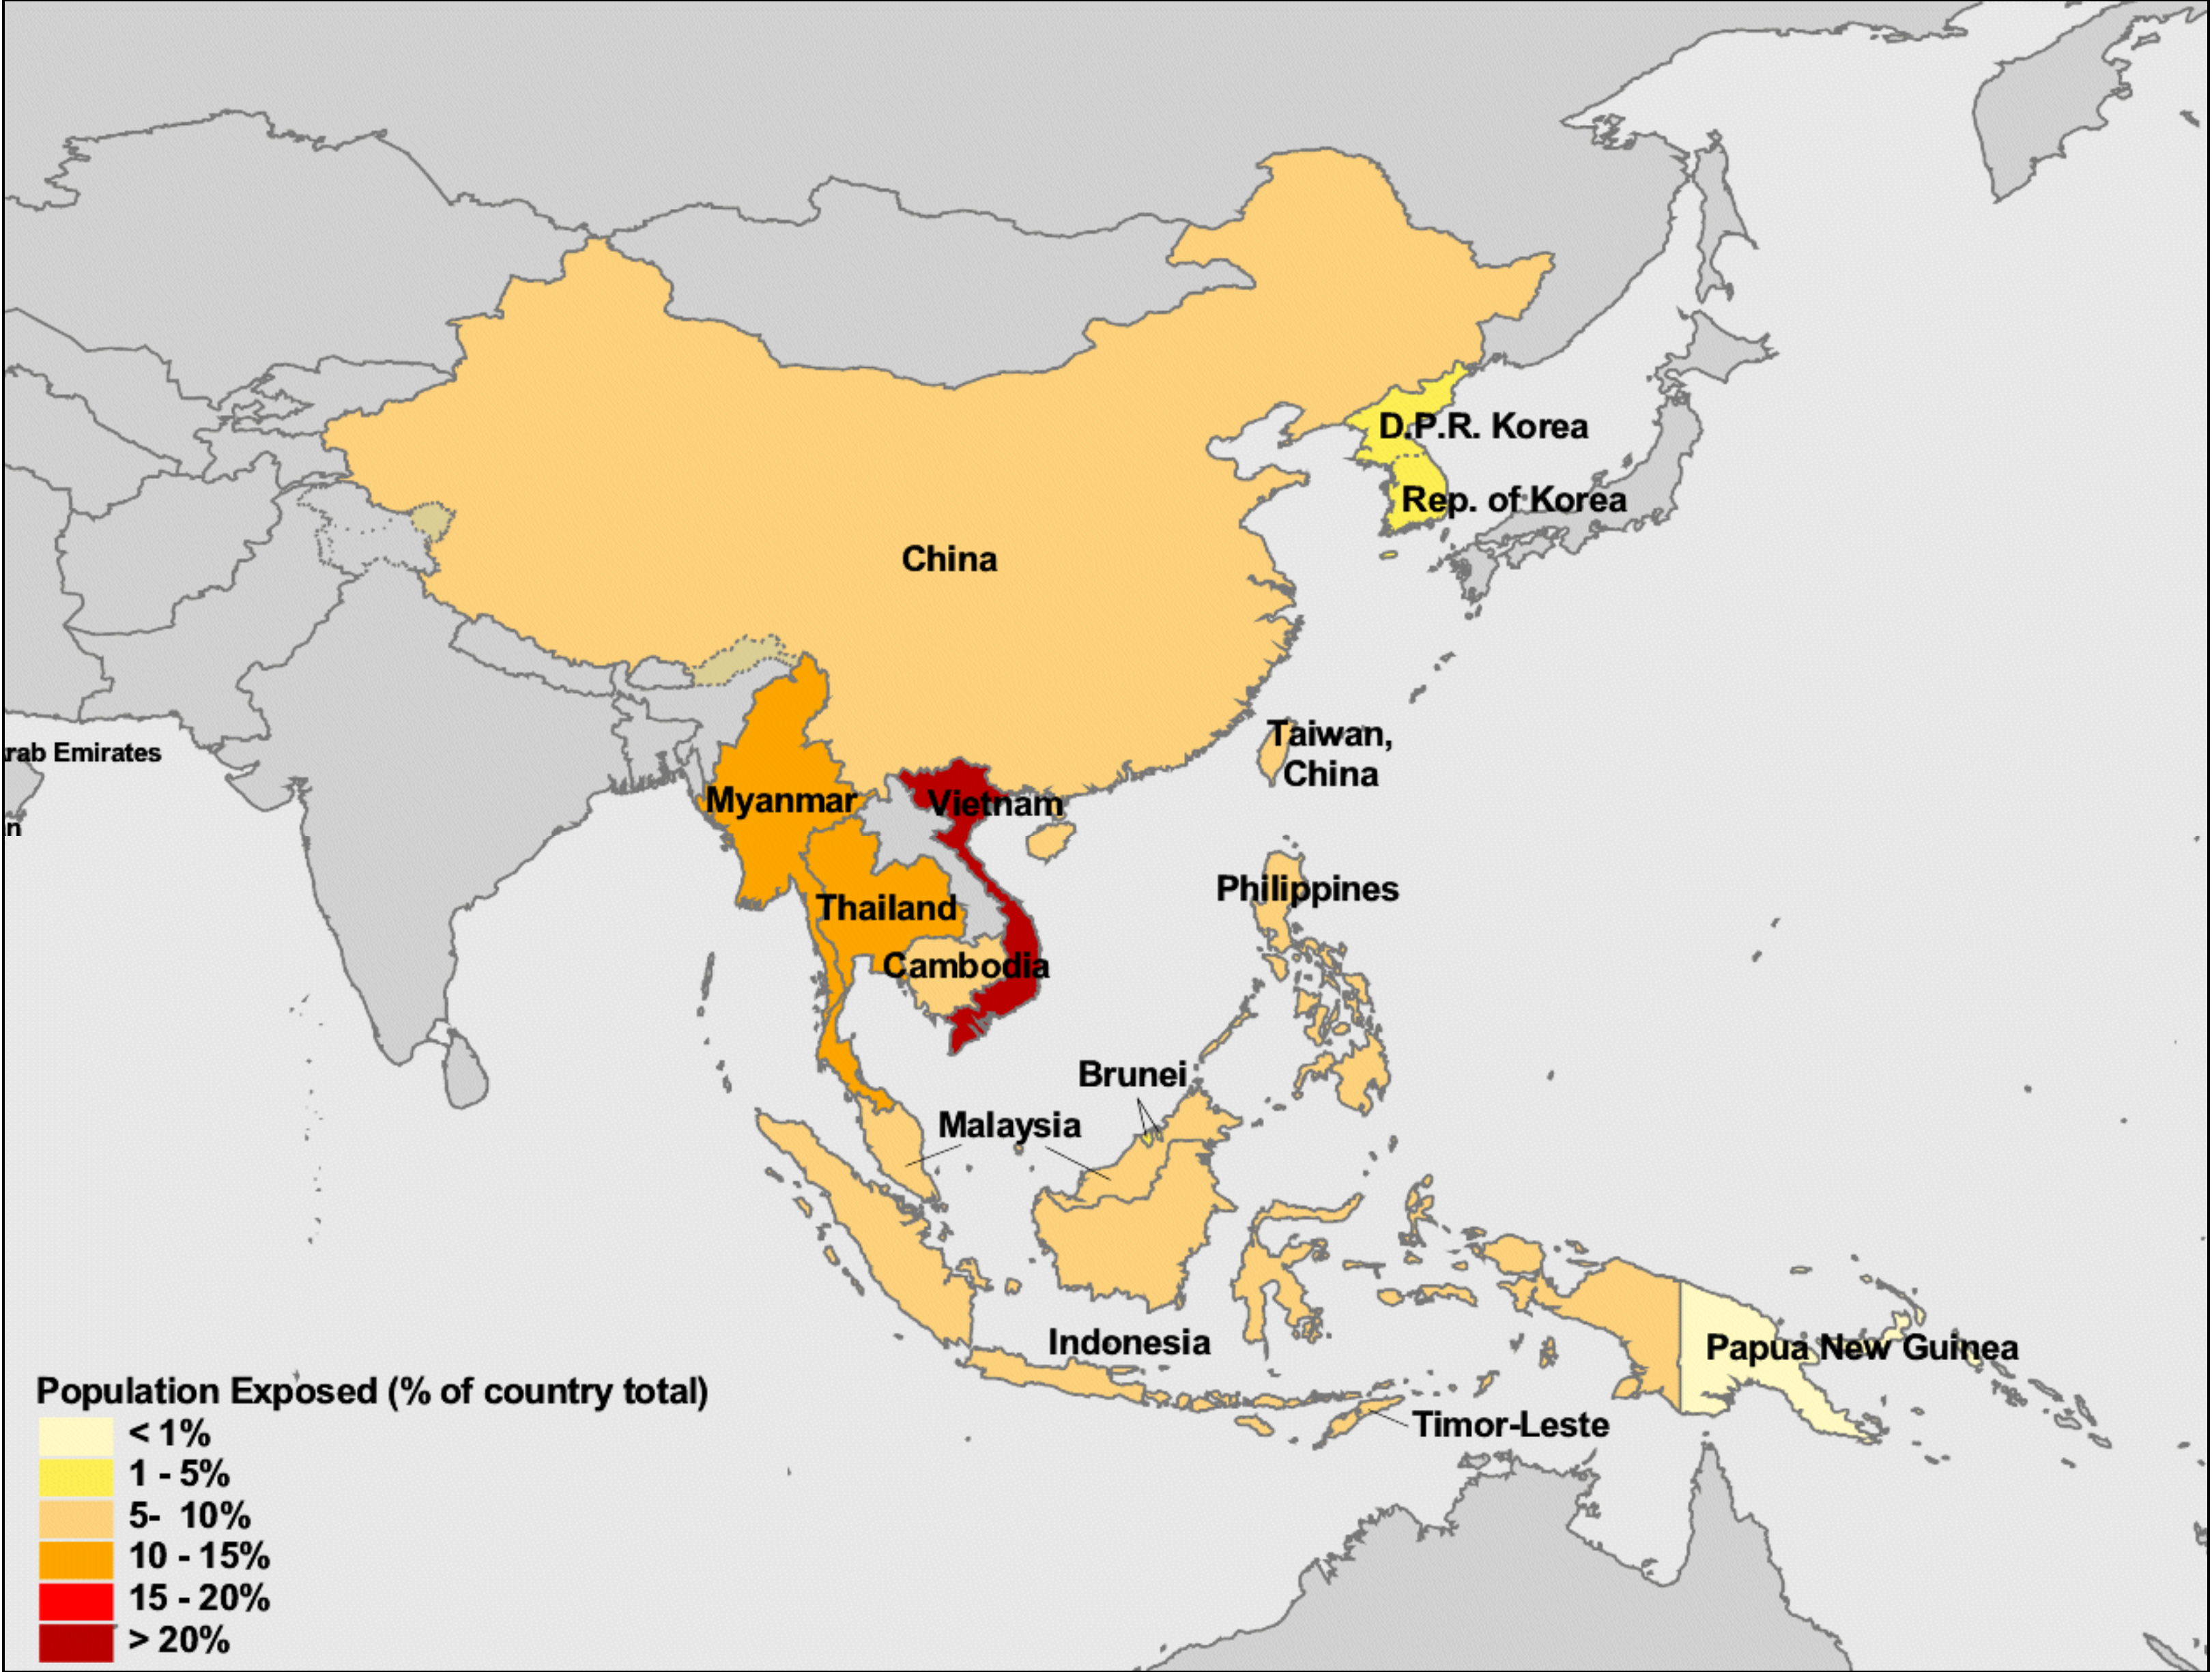 D.P.R. Korea
Rep. of Korea
China
Taiwan,
China
rab Emirates
Myanmar
Vietnam
n
Philippines
Thailand
Cambodia
Brunei
Malaysia
Indonesia
Papua New Guinea
Timor-Leste
Population Exposed (% of country total)
< 1%
1 - 5%
5- 10%
10 - 15%
15 - 20%
> 20%